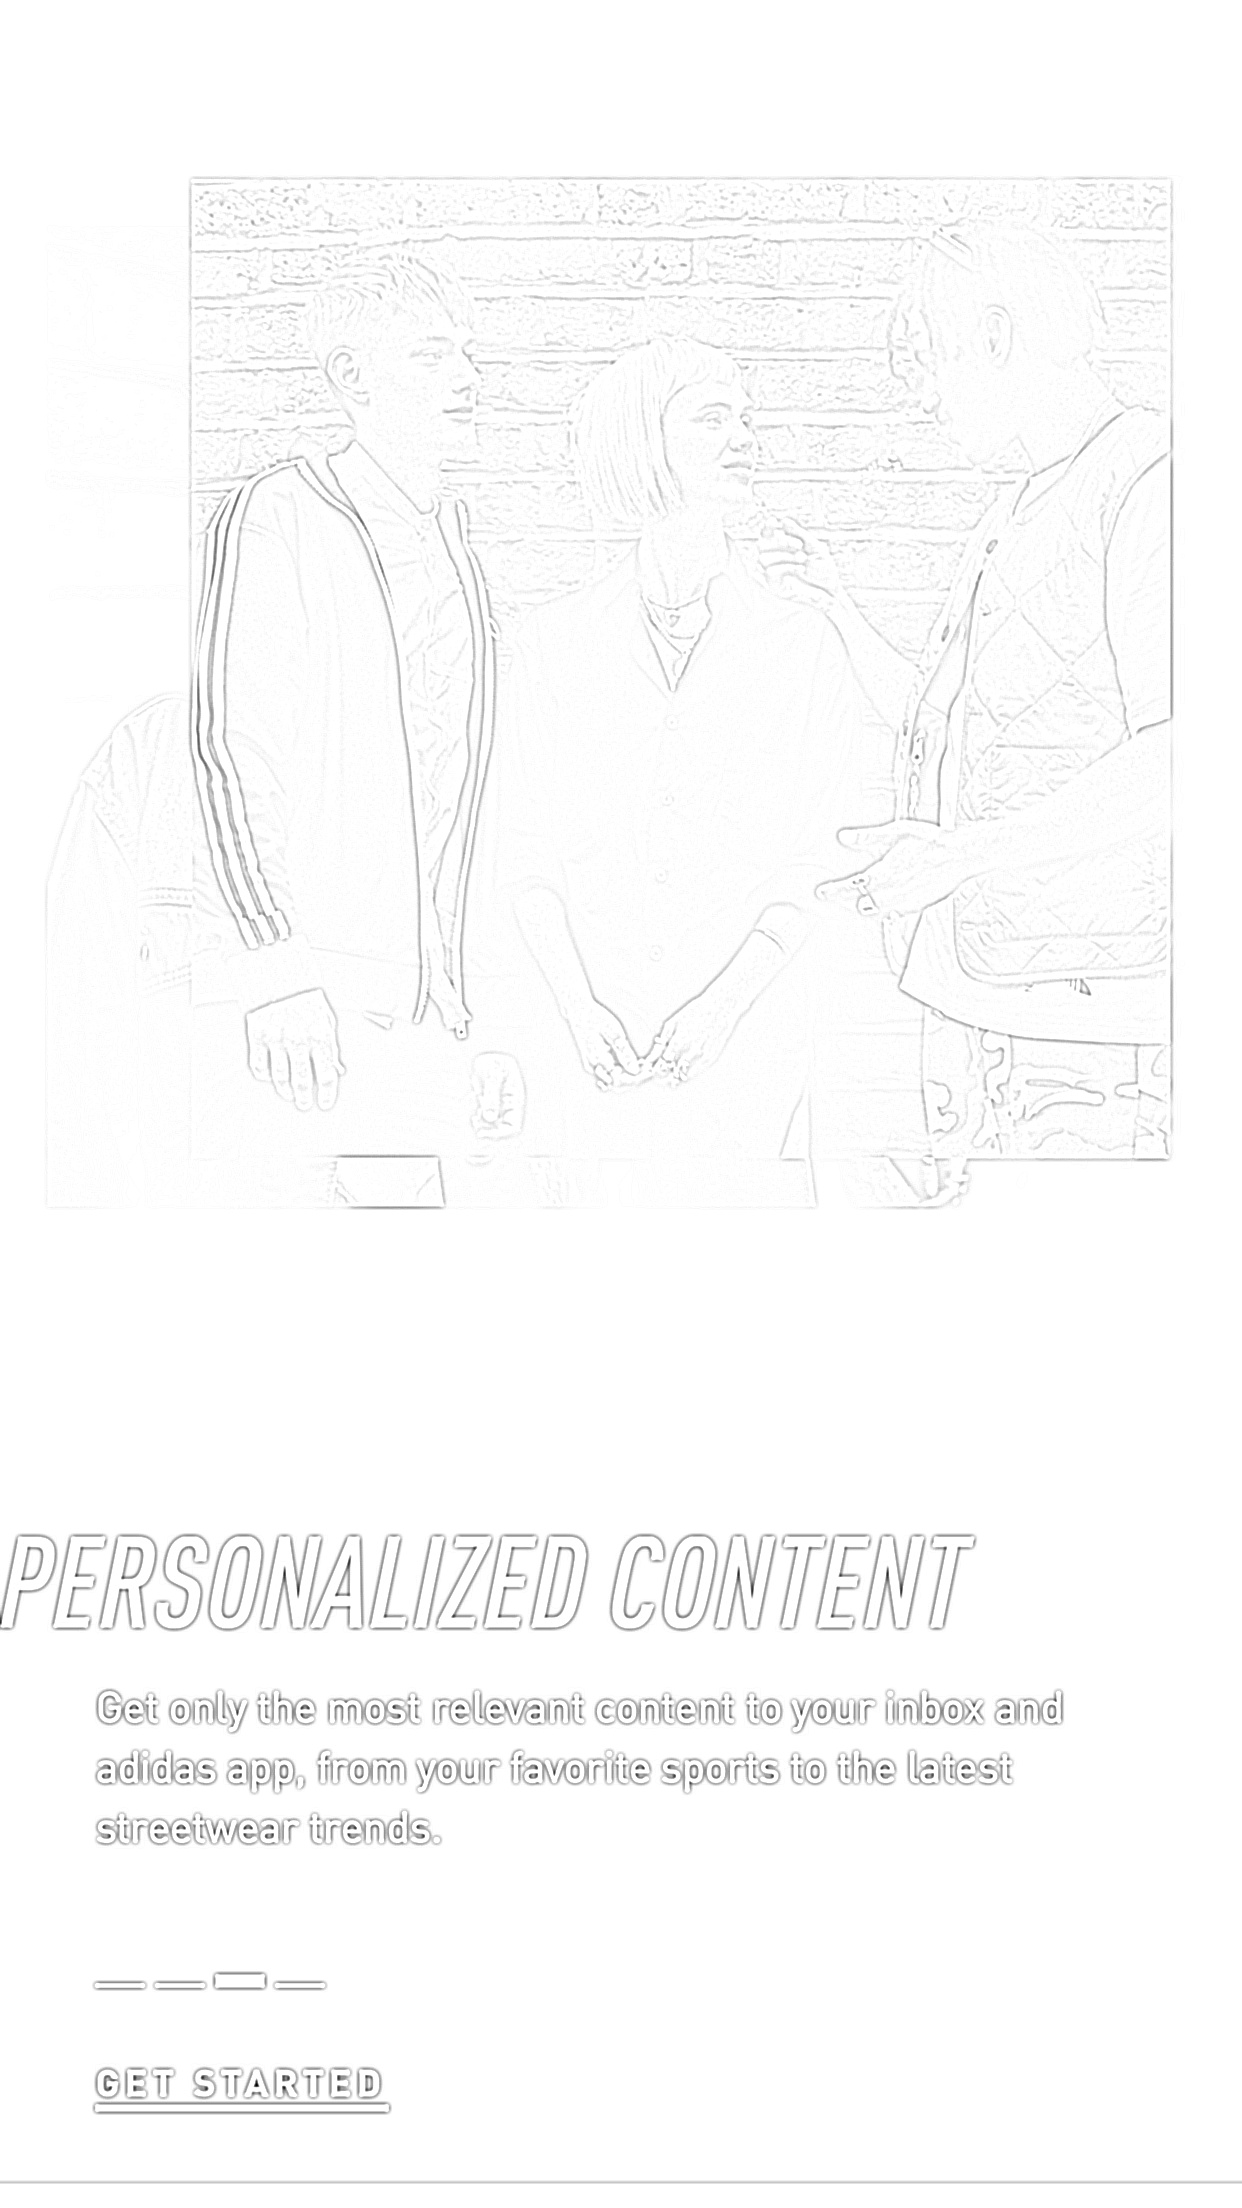 PERSONALIZED CONTENT
Get only the most relevant content to your inbox and
adidas app, from your favorite sports to the latest
streetwear trends.
GET STARTED